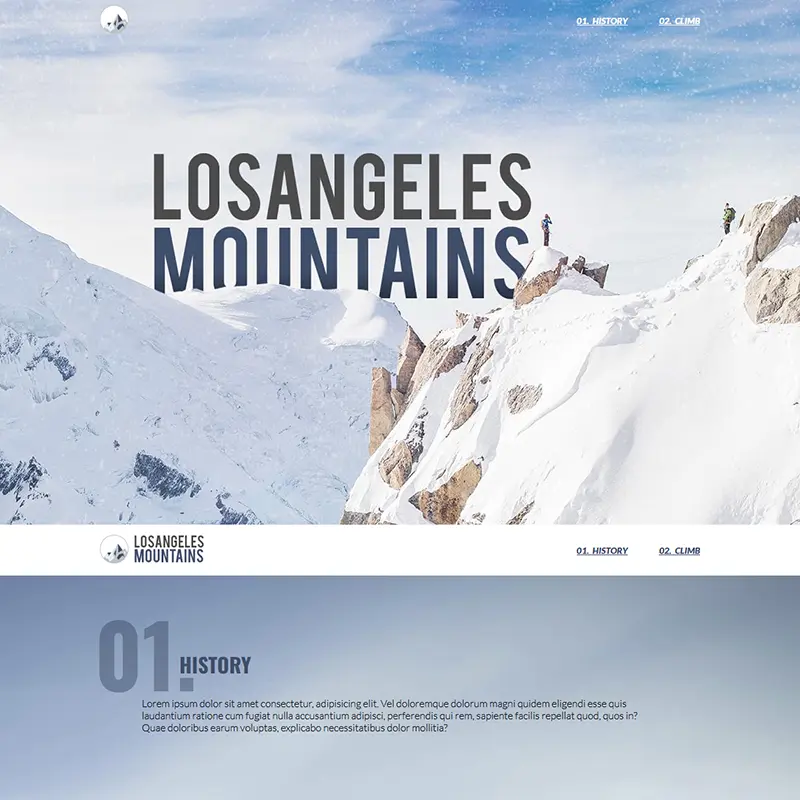 01. HISTORY
02. CLIMB
LOSANGELES
MOUNTAINS
LOSANGELES
MOUNTAINS
01. HISTORY
02. CLIMB
01.
HISTORY
Lorem ipsum dolor sit amet consectetur, adipisicing elit. Vel doloremque dolorum magni quidem eligendi esse quis
laudantium ratione cum fugiat nulla accusantium adipisci, perferendis qui rem, sapiente facilis repellat quod, quos in?
Quae doloribus earum voluptas, explicabo necessitatibus dolor mollitia?